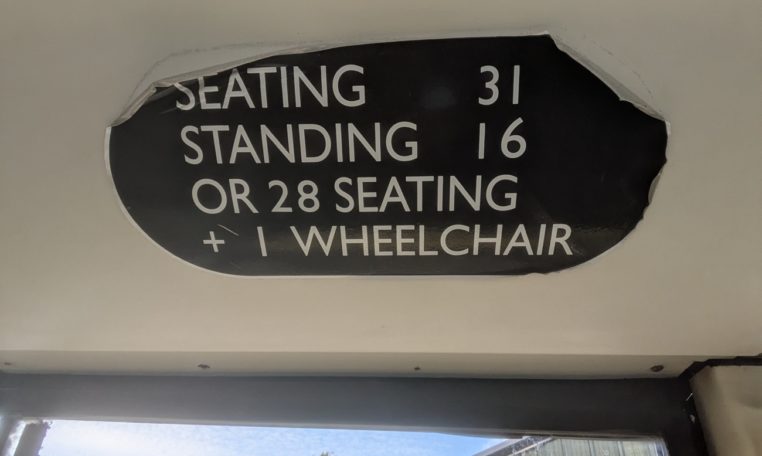 SEATING 31
STANDING 16
OR 28 SEATING
+ 1 WHEELCHAIR